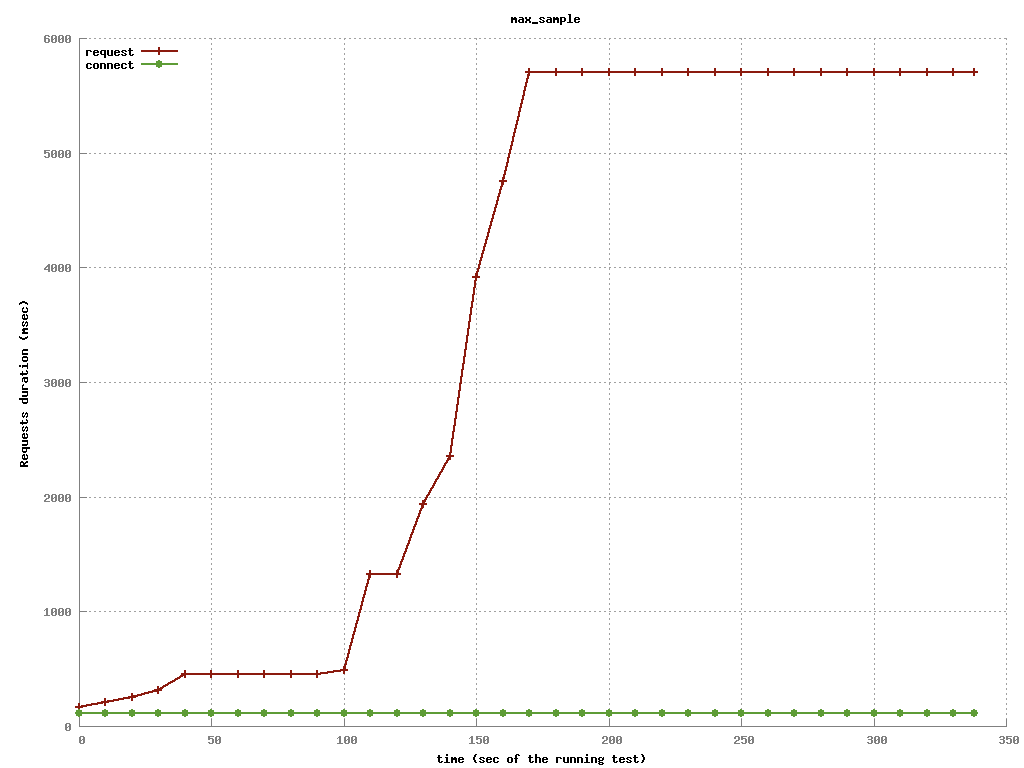 max_sample
6000
request
connect
5000
4000
3000
2000
1000
0
Requests duration (msec)
0 50 100 150 200 250 300 350
time (sec of the running test)